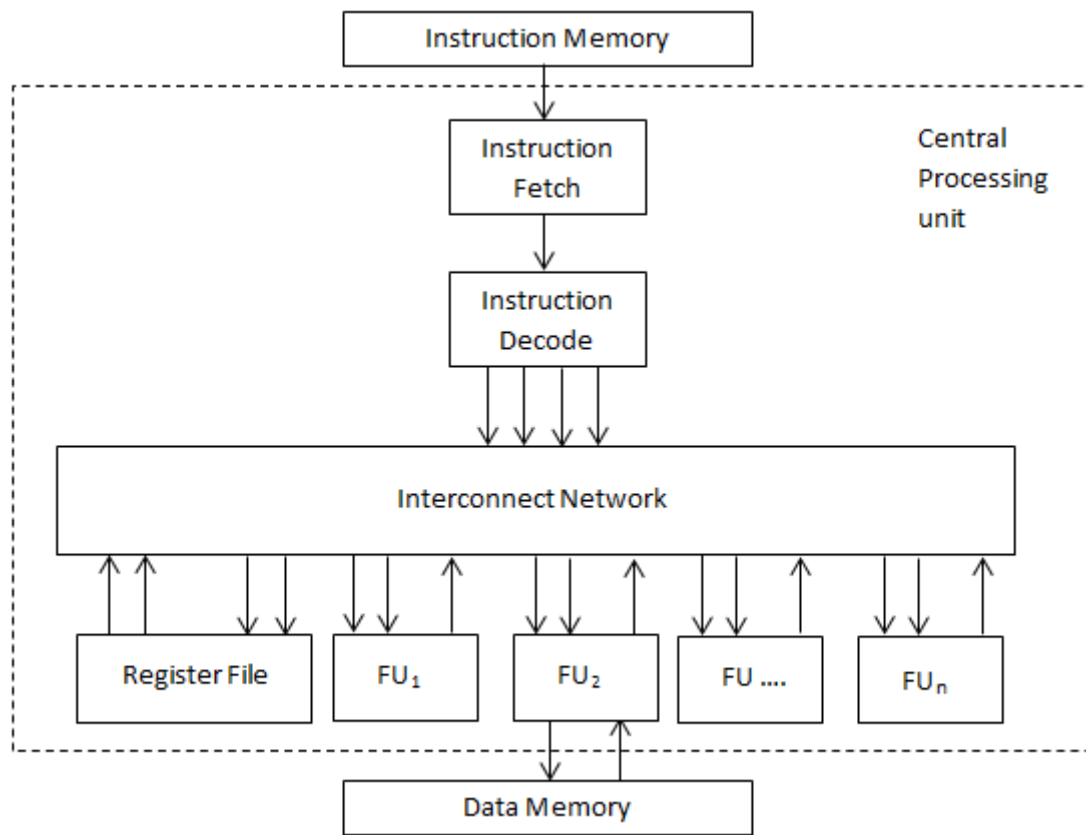 Instruction Memory
Instruction
Fetch
Central
Processing
unit
Instruction
Decode
Interconnect Network
Register File
FU₁
FU₂
FU ....
FUₙ
Data Memory